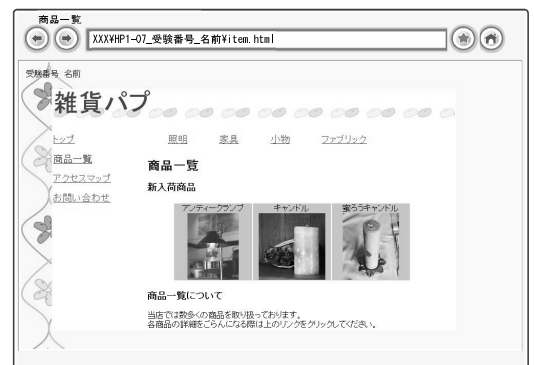 商品一覧
XXX¥HP1-07_受験番号_名前¥item.html
受験番号 名前
雑貨パプ
トップ
照明 家具 小物 ファブリック
商品一覧
アクセスマップ
お問い合わせ
商品一覧
新入荷商品
アンティークランプ キャンドル 蜜ろうキャンドル
商品一覧について
当店では数多くの商品を取り扱っております。
各商品の詳細をごらんになる際は上のリンクをクリックしてください。